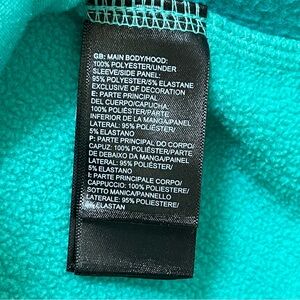 GB: MAIN BODY/HOOD:
100% POLYESTER/UNDER
SLEEVE/SIDE PANEL:
95% POLYESTER/5% ELASTANE
EXCLUSIVE OF DECORATION
E: PARTE PRINCIPAL
DEL CUERPO/CAPUCHA:
100% POLIÉSTER/PARTE
INFERIOR DE LA MANGA/PANEL
LATERAL: 95% POLIÉSTER/
5% ELASTANO
P: PARTE PRINCIPAL DO CORPO/
CAPUZ: 100% POLIÉSTER/PARTE
DE DEBAIXO DA MANGA/PAINEL
LATERAL: 95% POLIÉSTER/
5% ELASTANO
I: PARTE PRINCIPALE CORPO/
CAPPUCCIO: 100% POLIESTERE/
SOTTO MANICA/PANNELLO
LATERALE: 95% POLIESTERE/
5% ELASTAN